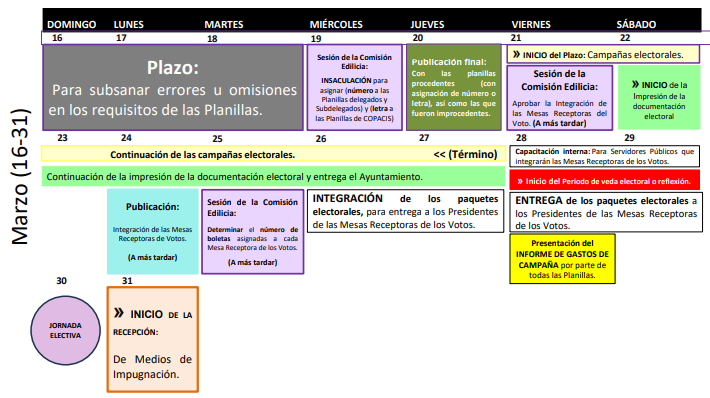 DOMINGO LUNES MARTES MIÉRCOLES JUEVES VIERNES SÁBADO
16 17 18 19 20 21 22
Plazo:
Para subsanar errores u omisiones
en los requisitos de las Planillas.
Sesión de la Comisión
Edilicia:
INSACULACIÓN para
asignar (número a las
Planillas delegados y
Subdelegados) y (letra a
las Planillas de COPACIS)
Publicación final:
Con las planillas
procedentes (con
asignación de número o
letra), así como las que
fueron improcedentes.
» INICIO del Plazo: Campañas electorales.
Sesión de la
Comisión Edilicia:
Aprobar la Integración de
las Mesas Receptoras del
Voto. (A más tardar)
» INICIO de la
Impresión de la
documentación
electoral
Marzo (16-31)
23 24 25 26 27 28 29
Continuación de las campañas electorales. << (Término)
Continuación de la impresión de la documentación electoral y entrega el Ayuntamiento.
Capacitación interna: Para Servidores Públicos que
integrarán las Mesas Receptoras de los Votos.
» Inicio del Periodo de veda electoral o reflexión.
Publicación:
Integración de las Mesas
Receptoras de Votos.
(A más tardar)
Sesión de la Comisión
Edilicia:
Determinar el número de
boletas asignadas a cada
Mesa Receptora de los Votos.
(A más tardar)
INTEGRACIÓN de los paquetes
electorales, para entrega a los Presidentes
de las Mesas Receptoras de los Votos.
ENTREGA de los paquetes electorales a
los Presidentes de las Mesas Receptoras
de los Votos.
Presentación del
INFORME DE GASTOS DE
CAMPAÑA por parte de
todas las Planillas.
30 31
JORNADA
ELECTIVA
» INICIO DE LA
RECEPCIÓN:
De Medios de
Impugnación.